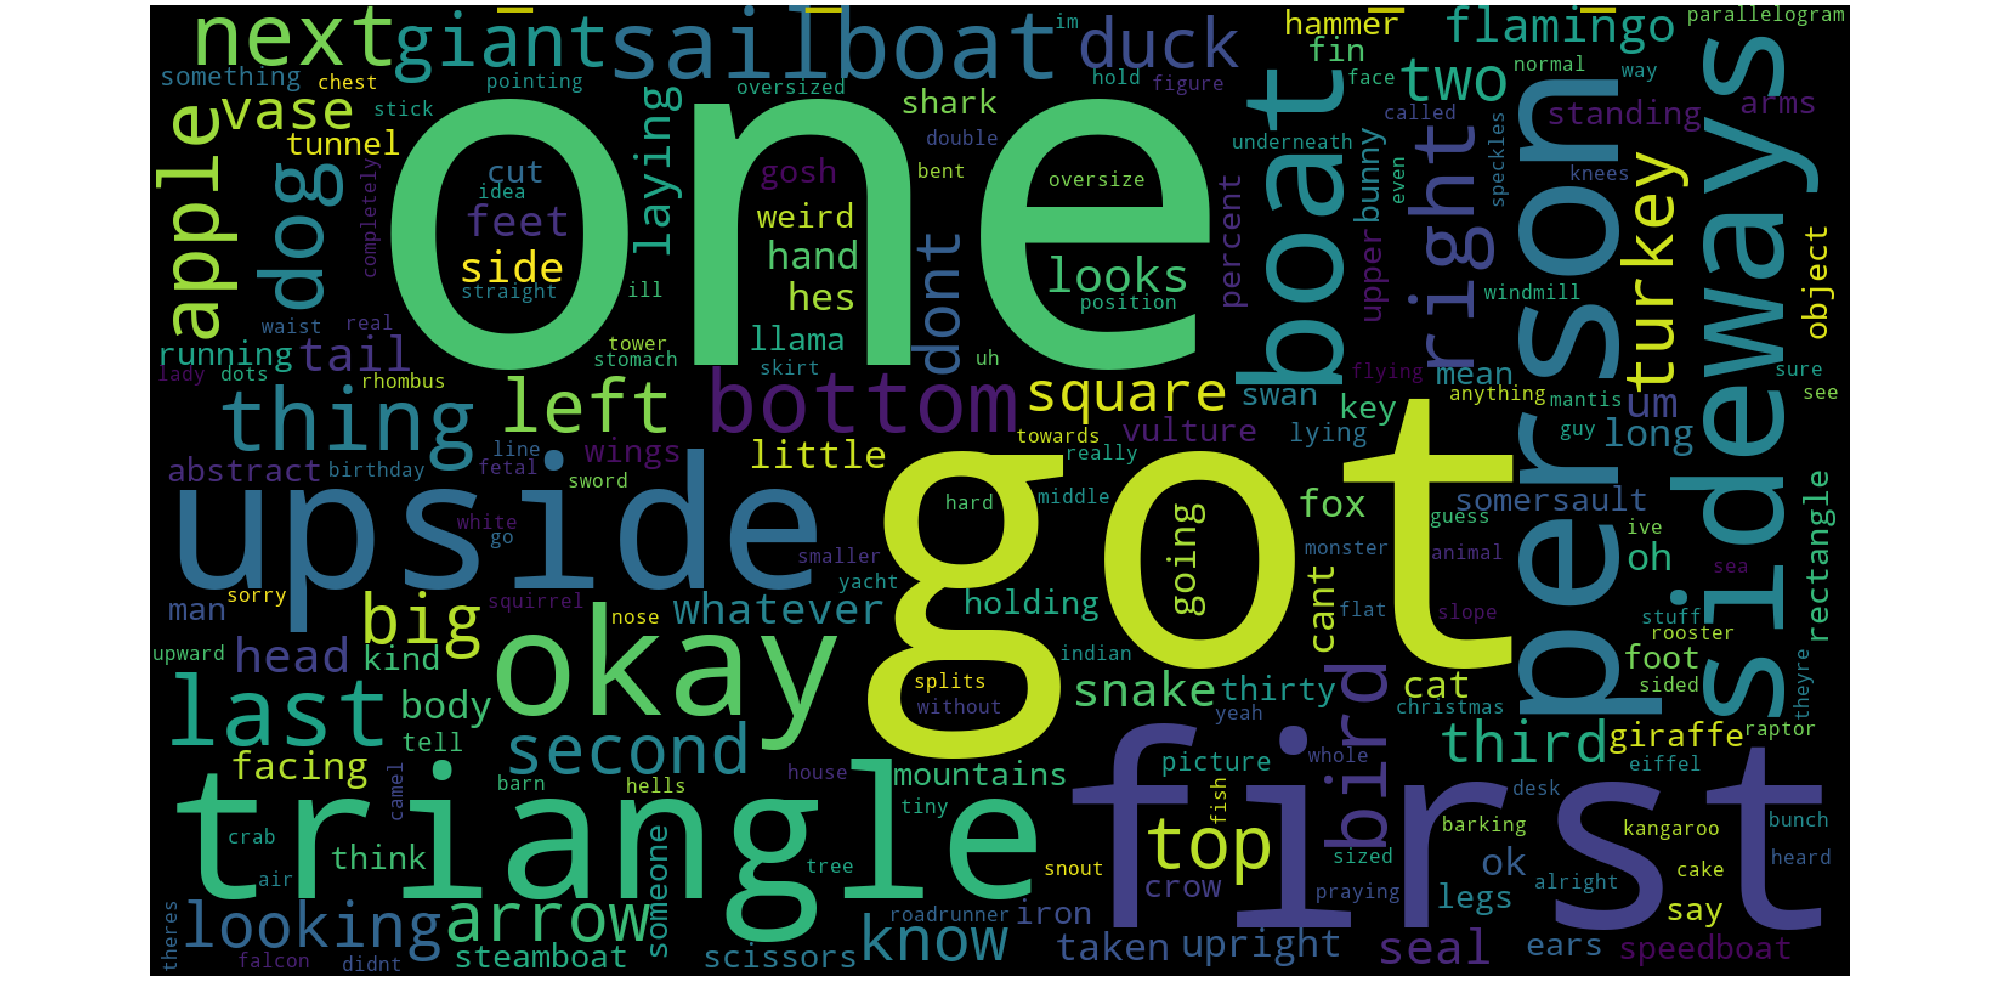 next
giant
sailboat
im
duck
hammer
fin
flamingo
parallelogram
something
chest
pointing
oversized
hold
figure
face
two
normal
way
apple
vase
stick
tunnel
laying
shark
double
boat
underneath
called
standing
arms
one
dog
completely
cut
idea
feet
side
straight
ill
gosh
weird
hand
hes
bent
dont
oversize
looks
position
percent
upper
bunny
even
right
speckles
person
knees
turkey
sideways
object
windmill
waist
real
running
tail
tower
stomach
llama
skirt
uh
lady
dots
rhombus
thing
left
bottom
square
swan
flying
mean
key
anything
mantis
sure
see
um
guy
long
towards
vulture
lying
really
little
wings
line
fetal
abstract
birthday
sword
upside
white
go
smaller
yacht
got
hard
middle
going
fox
guess
somersault
ive
oh
rectangle
monster
animal
sea
man
sorry
big
squirrel
nose
whatever
okay
holding
cant
flat
slope
stuff
rooster
upward
head
kind
indian
splits
without
snake
thirty
yeah
bird
cat
christmas
foot
sided
theyre
last
body
tell
second
third
giraffe
raptor
eiffel
facing
camel
barn
hells
house
mountains
tiny
picture
fish
whole
desk
triangle
first
crab
think
air
tree
snout
top
crow
sized
praying
barking
ok
alright
legs
kangaroo
cake
say
bunch
heard
theres
looking
falcon
didnt
arrow
steamboat
someone
scissors
roadrunner
know
iron
taken
upright
seal
ears
speedboat